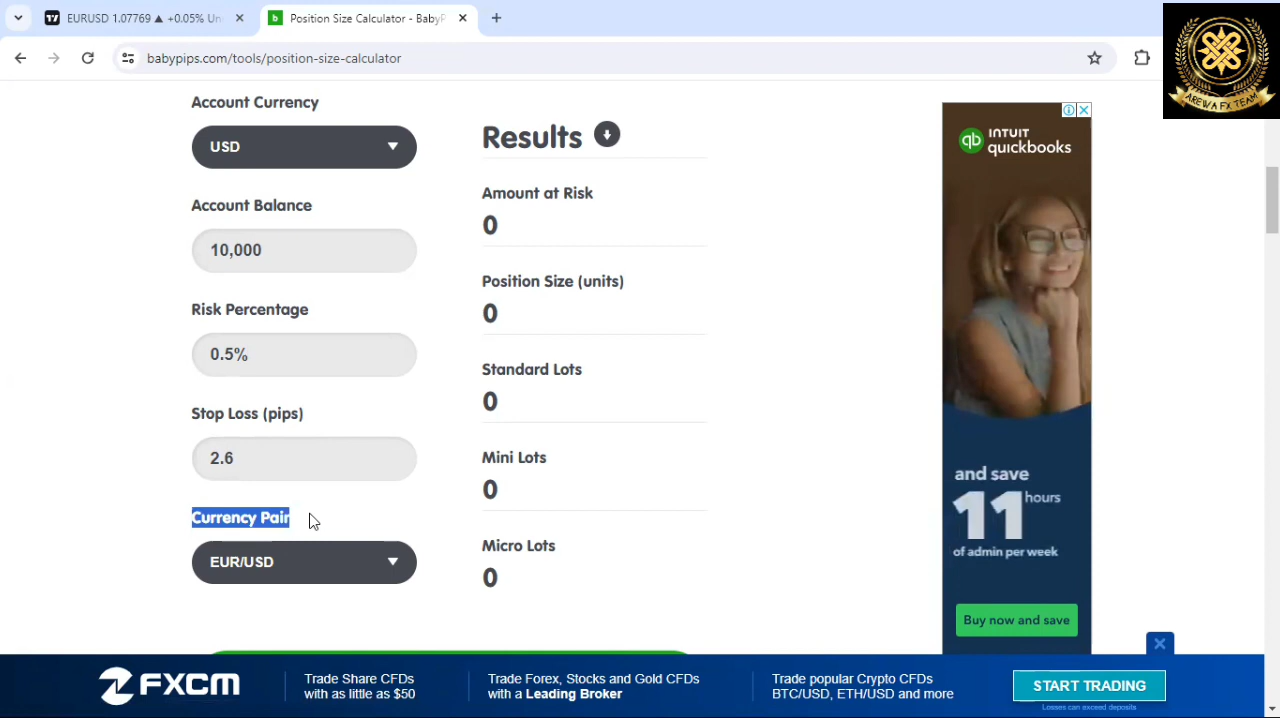 EURUSD 1.07769 ▲ +0.05% Un
Position Size Calculator - BabyP
babypips.com/tools/position-size-calculator
AREWA FX TEAM
Account Currency
USD
Account Balance
10,000
Risk Percentage
0.5%
Stop Loss (pips)
2.6
Currency Pair
EUR/USD
Results
Amount at Risk
0
Position Size (units)
0
Standard Lots
0
Mini Lots
0
Micro Lots
0
qb INTUIT
quickbooks
and save
11 hours
of admin per week
Buy now and save
FXCM
Trade Share CFDs
with as little as $50
Trade Forex, Stocks and Gold CFDs
with a Leading Broker
Trade popular Crypto CFDs
BTC/USD, ETH/USD and more
START TRADING
Losses can exceed deposits